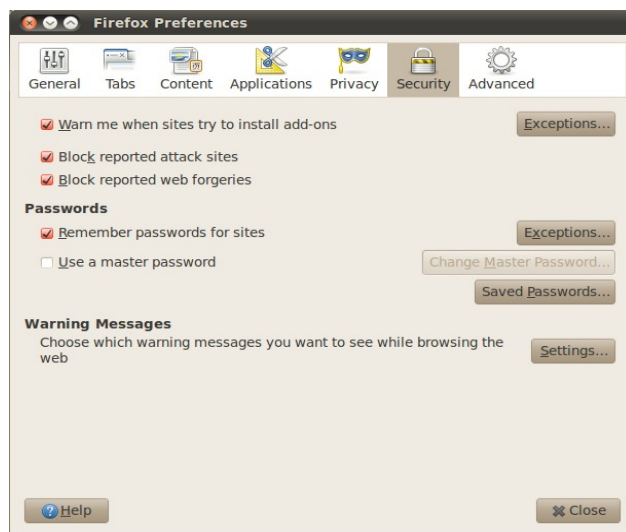 Firefox Preferences
General Tabs Content Applications Privacy Security Advanced
Warn me when sites try to install add-ons Exceptions...
Block reported attack sites
Block reported web forgeries
Passwords
Remember passwords for sites Exceptions...
Use a master password Change Master Password...
Saved Passwords...
Warning Messages
Choose which warning messages you want to see while browsing the
web Settings...
Help Close